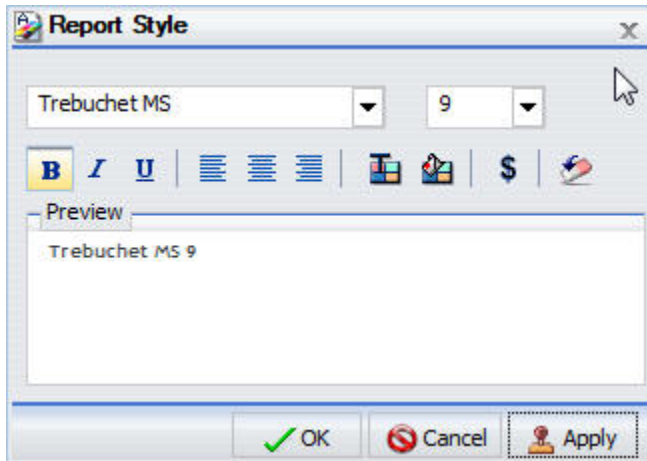 Report Style
x
Trebuchet MS 9
B I U $
Preview
Trebuchet MS 9
OK Cancel Apply